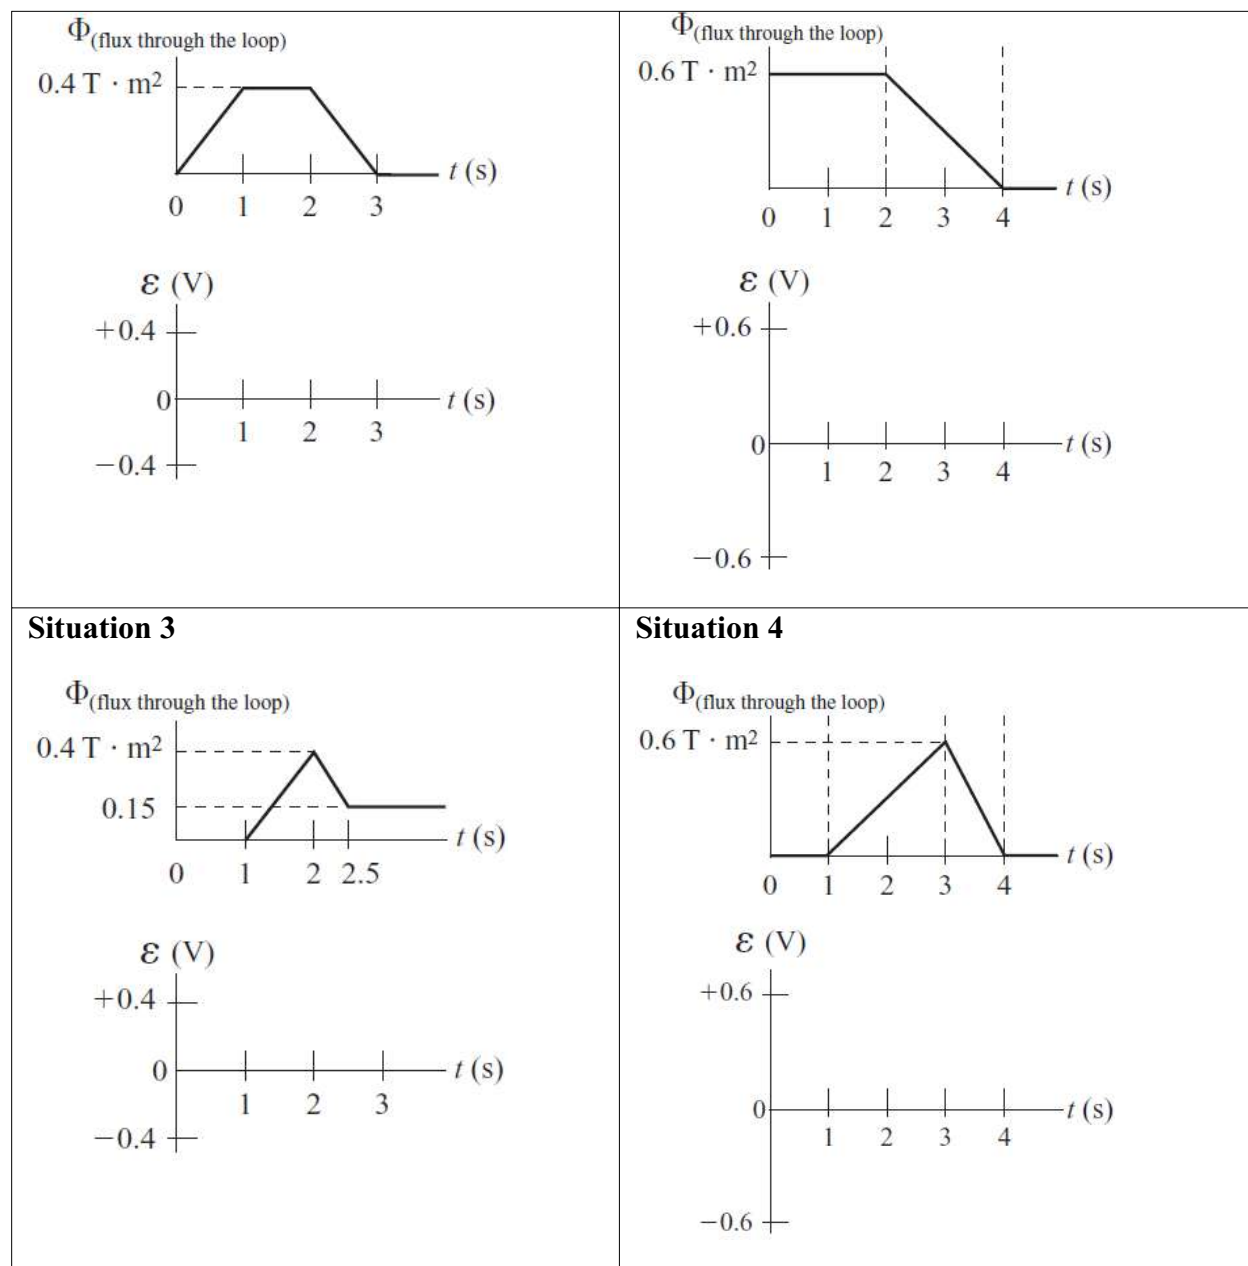 Φ(flux through the loop)
0.4 T · m²
t (s)
0 1 2 3
ε (V)
+0.4
0
t (s)
1 2 3
−0.4
Φ(flux through the loop)
0.6 T · m²
t (s)
0 1 2 3 4
ε (V)
+0.6
0
t (s)
1 2 3 4
−0.6
Situation 3
Φ(flux through the loop)
0.4 T · m²
0.15
t (s)
0 1 2 2.5
ε (V)
+0.4
0
t (s)
1 2 3
−0.4
Situation 4
Φ(flux through the loop)
0.6 T · m²
t (s)
0 1 2 3 4
ε (V)
+0.6
0
t (s)
1 2 3 4
−0.6